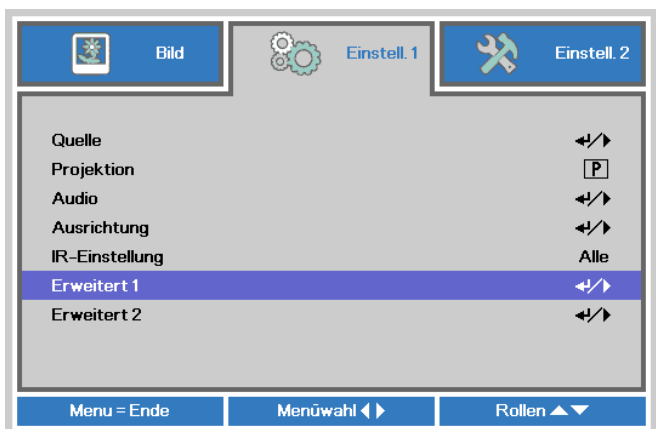 Bild
Einstell. 1
Einstell. 2
Quelle
Projektion P
Audio
Ausrichtung
IR-Einstellung Alle
Erweitert 1
Erweitert 2
Menu = Ende Menüwahl Rollen